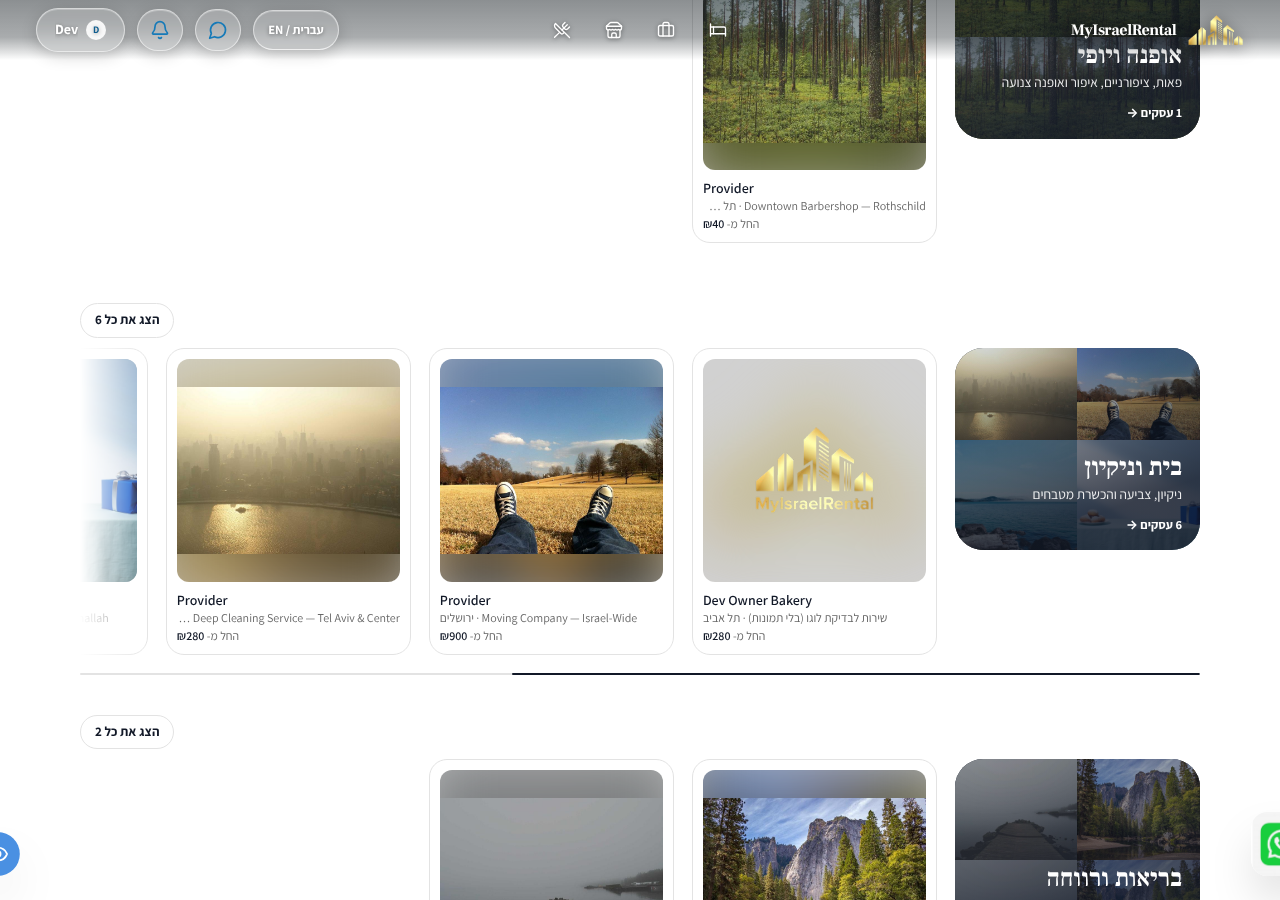 MyIsraelRental
עברית / EN
D Dev
אופנה ויופי
פאות, ציפורניים, איפור ואופנה צנועה
1 עסקים →
Provider
Downtown Barbershop — Rothschild · תל …
החל מ- ₪40
הצג את כל 6
בית וניקיון
ניקיון, צביעה והכשרת מטבחים
6 עסקים →
MyIsraelRental
Dev Owner Bakery
שירות לבדיקת לוגו (בלי תמונות) · תל אביב
החל מ- ₪280
Provider
Moving Company — Israel-Wide · ירושלים
החל מ- ₪900
Provider
Deep Cleaning Service — Tel Aviv & Center …
החל מ- ₪280
הצג את כל 2
בריאות ורווחה